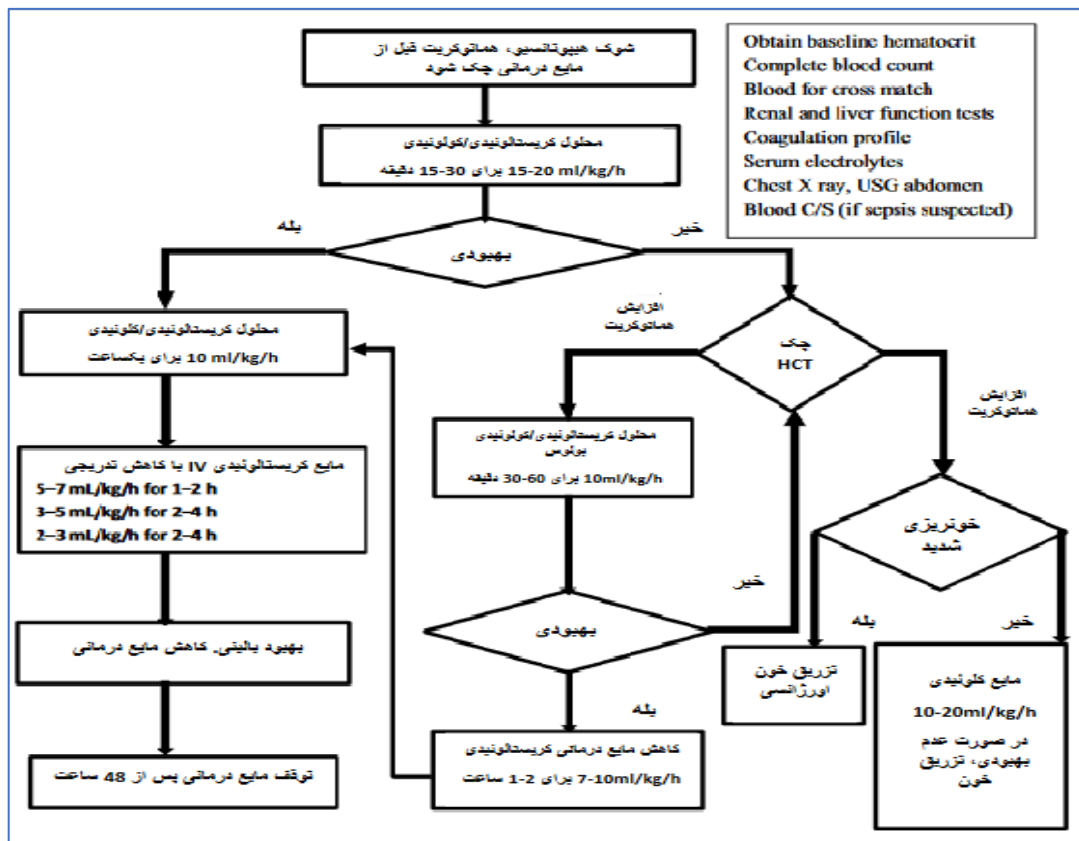 شوک هیپوتانسیو، هماتوکریت قبل از
مایع درمانی چک شود
Obtain baseline hematocrit
Complete blood count
Blood for cross match
Renal and liver function tests
Coagulation profile
Serum electrolytes
Chest X ray, USG abdomen
Blood C/S (if sepsis suspected)
محلول کریستالوئیدی/کولوئیدی
15-20 ml/kg/h برای 30-15 دقیقه
بله
بهبودی
خیر
محلول کریستالوئیدی/کلوئیدی
10 ml/kg/h برای یکساعت
افزایش
هماتوکریت
چک
HCT
افزایش
هماتوکریت
محلول کریستالوئیدی/کولوئیدی
بولوس
10ml/kg/h برای 60-30 دقیقه
مایع کریستالوئیدی IV با کاهش تدریجی
5–7 mL/kg/h for 1–2 h
3–5 mL/kg/h for 2–4 h
2–3 mL/kg/h for 2–4 h
خونریزی
شدید
خیر
بهبودی
بله
خیر
بهبود بالینی. کاهش مایع درمانی
تزریق خون
اورژانسی
مایع کلوئیدی
10-20ml/kg/h
در صورت عدم
بهبودی، تزریق
خون
بله
کاهش مایع درمانی کریستالوئیدی
7-10ml/kg/h برای 2-1 ساعت
توقف مایع درمانی پس از 48 ساعت